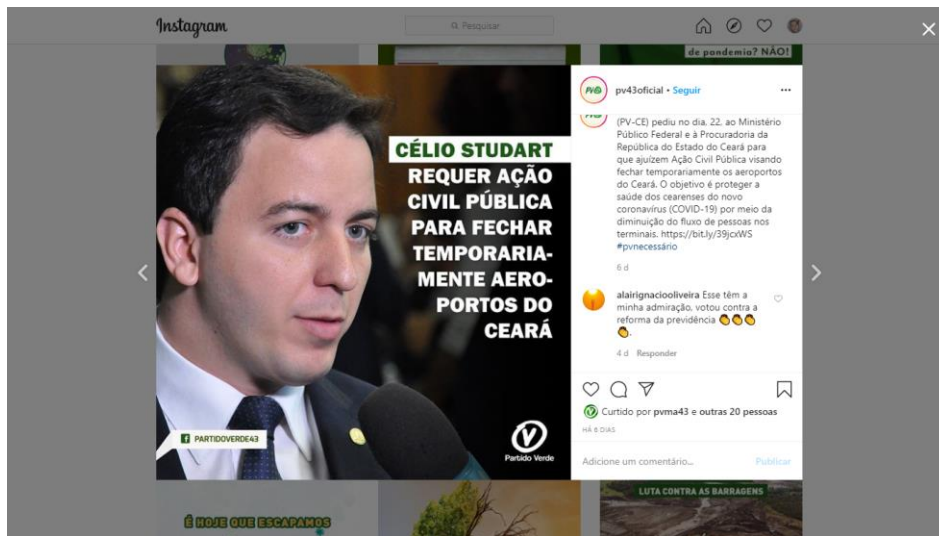 Instagram
Pesquisar
de pandemia? NÃO!
CÉLIO STUDART
REQUER AÇÃO
CIVIL PÚBLICA
PARA FECHAR
TEMPORARIA-
MENTE AERO-
PORTOS DO
CEARÁ
PARTIDOVERDE43
Partido Verde
pv43oficial • Seguir
(PV-CE) pediu no dia, 22, ao Ministério
Público Federal e à Procuradoria da
República do Estado do Ceará para
que ajuízem Ação Civil Pública visando
fechar temporariamente os aeroportos
do Ceará. O objetivo é proteger a
saúde dos cearenses do novo
coronavírus (COVID-19) por meio da
diminuição do fluxo de pessoas nos
terminais. https://bit.ly/39jcxWS
#pvnecessário
6 d
alairignaciooliveira Esse têm a
minha admiração, votou contra a
reforma da previdência 👏👏👏
👏.
4 d Responder
Curtido por pvma43 e outras 20 pessoas
HÁ 6 DIAS
Adicione um comentário... Publicar
É HOJE QUE ESCAPAMOS
LUTA CONTRA AS BARRAGENS